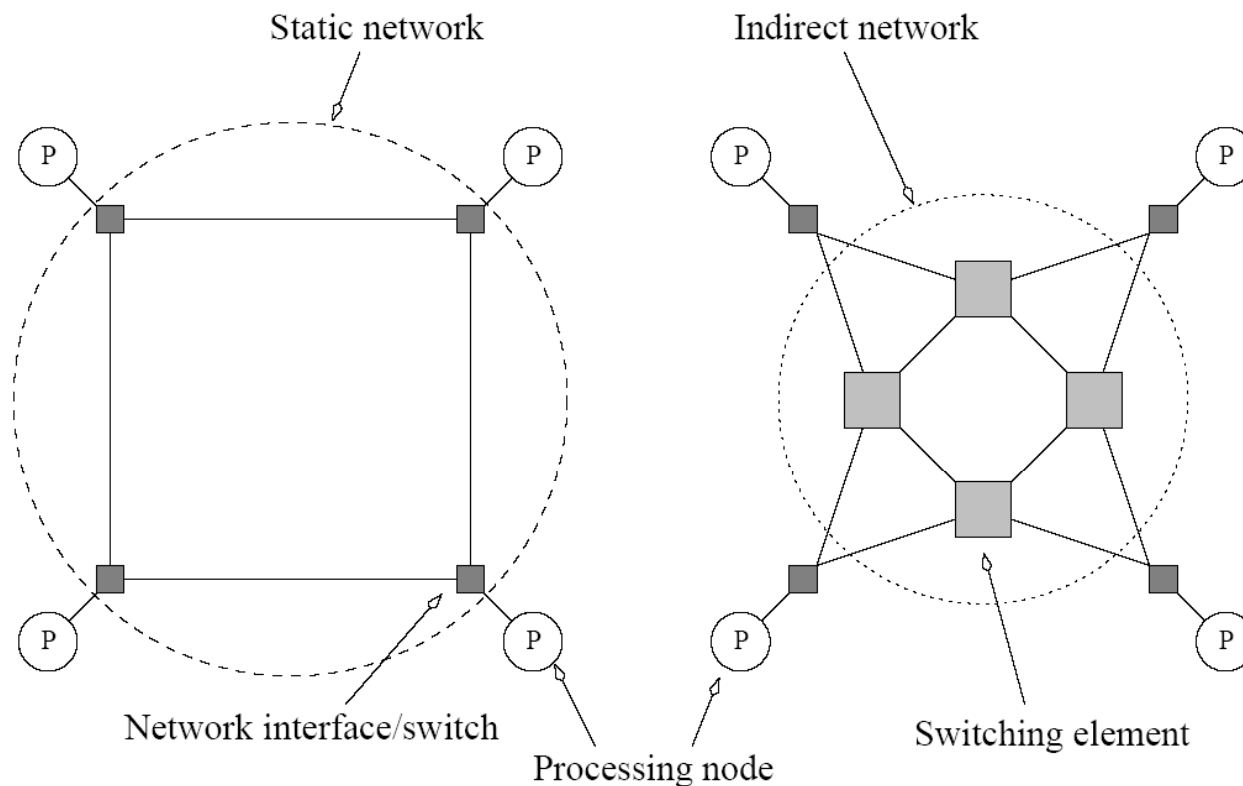 Static network
Indirect network
P
P
P
P
P
P
P
P
Network interface/switch
Switching element
Processing node